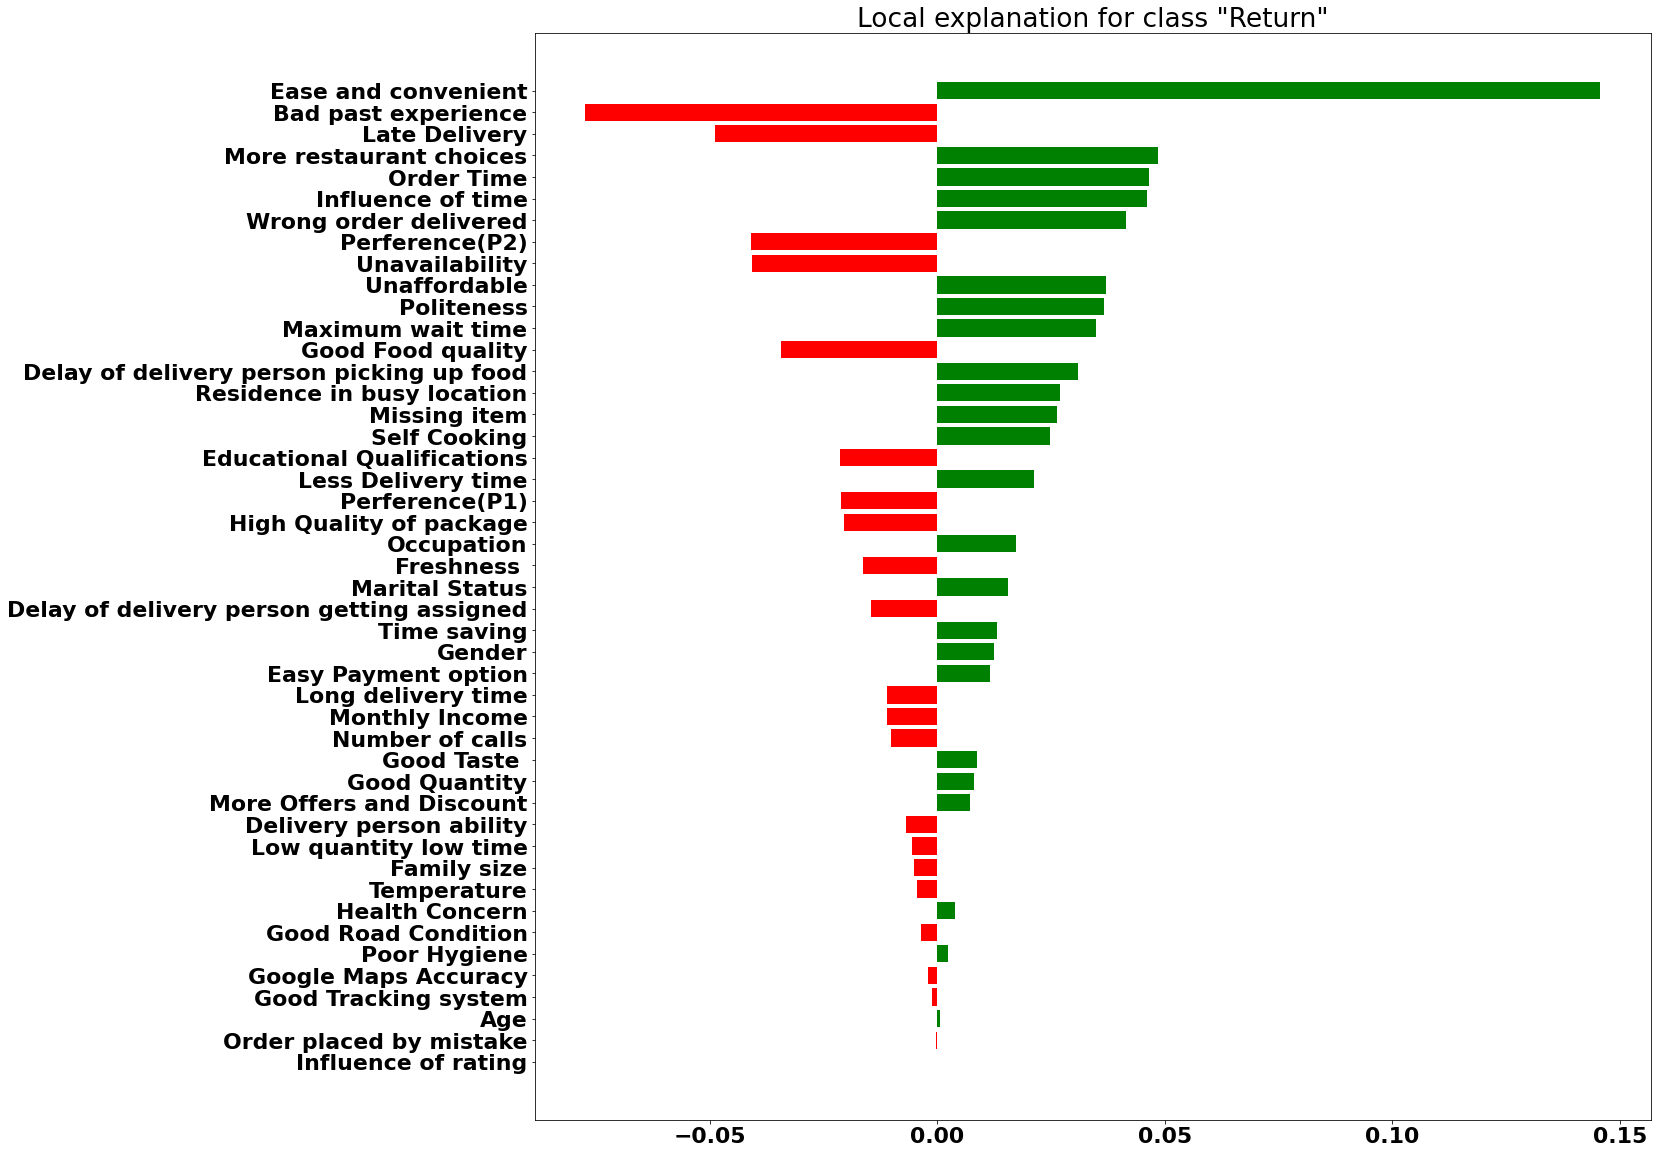 Local explanation for class "Return"
Ease and convenient
Bad past experience
Late Delivery
More restaurant choices
Order Time
Influence of time
Wrong order delivered
Perference(P2)
Unavailability
Unaffordable
Politeness
Maximum wait time
Good Food quality
Delay of delivery person picking up food
Residence in busy location
Missing item
Self Cooking
Educational Qualifications
Less Delivery time
Perference(P1)
High Quality of package
Occupation
Freshness
Marital Status
Delay of delivery person getting assigned
Time saving
Gender
Easy Payment option
Long delivery time
Monthly Income
Number of calls
Good Taste
Good Quantity
More Offers and Discount
Delivery person ability
Low quantity low time
Family size
Temperature
Health Concern
Good Road Condition
Poor Hygiene
Google Maps Accuracy
Good Tracking system
Age
Order placed by mistake
Influence of rating
−0.05 0.00 0.05 0.10 0.15